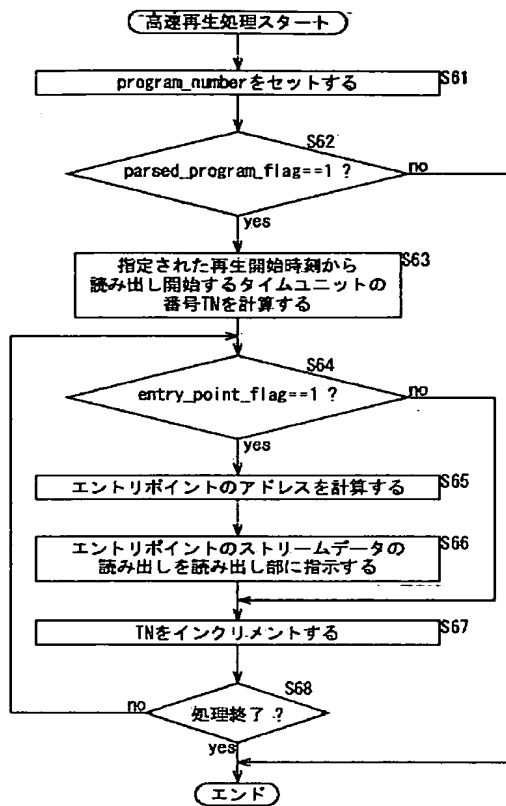 高速再生処理スタート
S61
program_numberをセットする
S62
parsed_program_flag==1 ?
no
yes
S63
指定された再生開始時刻から
読み出し開始するタイムユニットの
番号TNを計算する
S64
entry_point_flag==1 ?
no
yes
S65
エントリポイントのアドレスを計算する
S66
エントリポイントのストリームデータの
読み出しを読み出し部に指示する
S67
TNをインクリメントする
S68
no
処理終了 ?
yes
エンド